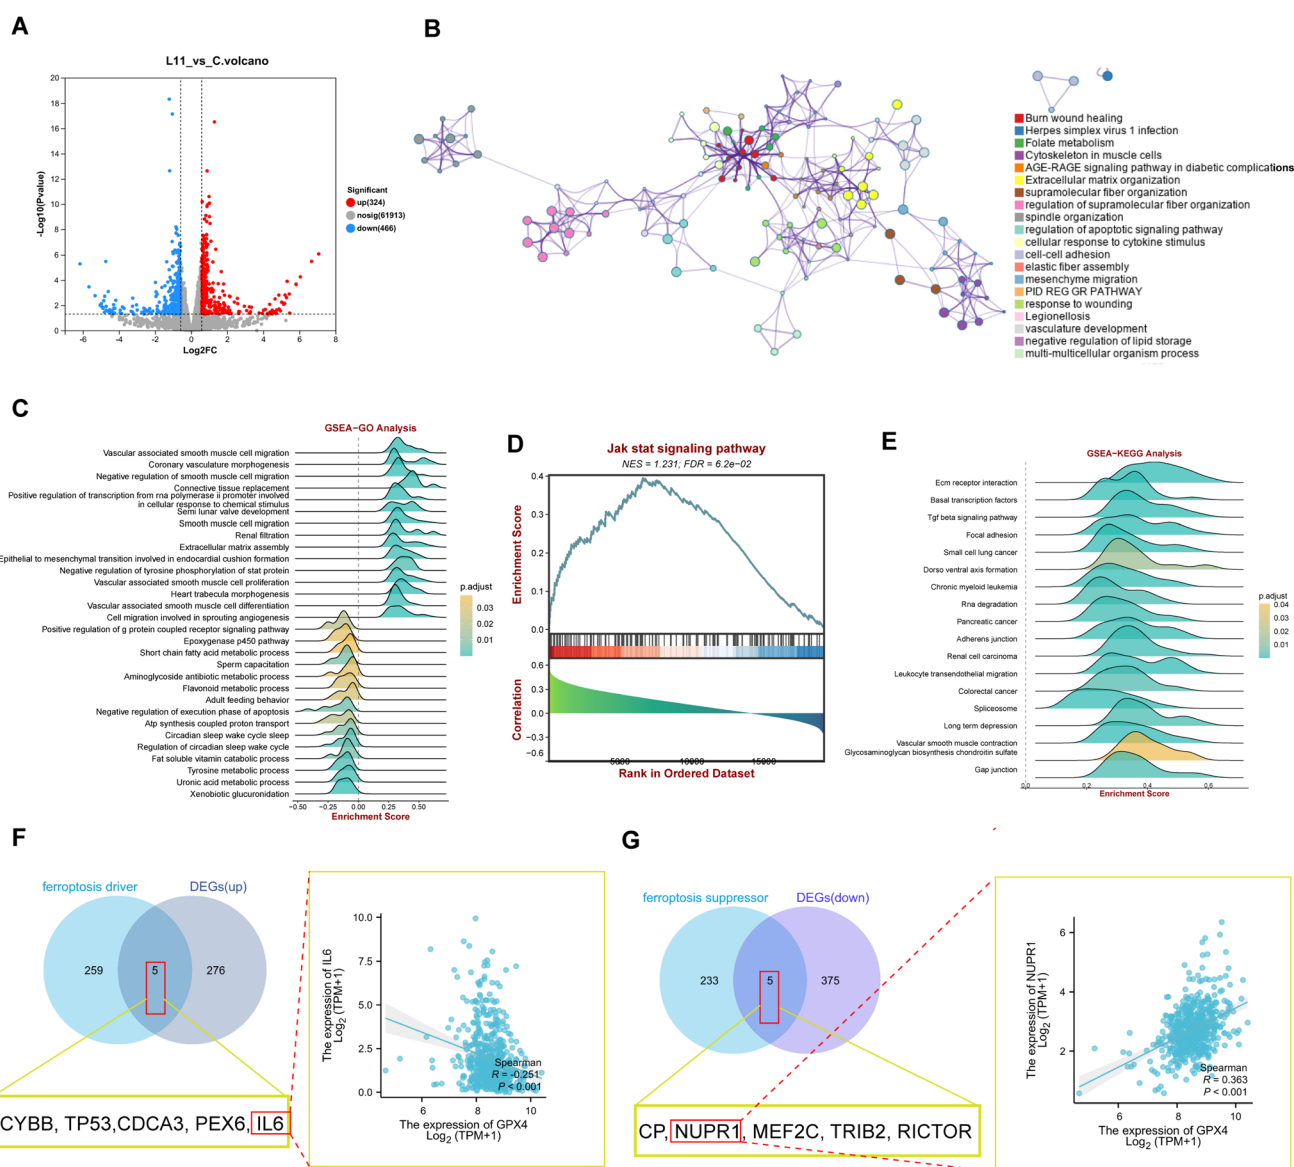 A
L11_vs_C.volcano
20
18
16
14
12
10
8
6
4
2
0
-Log10(Pvalue)
-6
-4
-2
0
2
4
6
8
Log2FC
Significant
up(324)
nosig(61913)
down(466)
B
Burn wound healing
Herpes simplex virus 1 infection
Folate metabolism
Cytoskeleton in muscle cells
AGE-RAGE signaling pathway in diabetic complications
Extracellular matrix organization
supramolecular fiber organization
regulation of supramolecular fiber organization
spindle organization
regulation of apoptotic signaling pathway
cellular response to cytokine stimulus
cell-cell adhesion
elastic fiber assembly
mesenchyme migration
PID REG GR PATHWAY
response to wounding
Legionellosis
vasculature development
negative regulation of lipid storage
multi-multicellular organism process
C
GSEA−GO Analysis
Vascular associated smooth muscle cell migration
Coronary vasculature morphogenesis
Negative regulation of smooth muscle cell migration
Connective tissue replacement
Positive regulation of transcription from rna polymerase ii promoter involved
in cellular response to chemical stimulus
Semi lunar valve development
Smooth muscle cell migration
Renal filtration
Extracellular matrix assembly
Epithelial to mesenchymal transition involved in endocardial cushion formation
Negative regulation of tyrosine phosphorylation of stat protein
Vascular associated smooth muscle cell proliferation
Heart trabecula morphogenesis
Vascular associated smooth muscle cell differentiation
Cell migration involved in sprouting angiogenesis
Positive regulation of g protein coupled receptor signaling pathway
Epoxygenase p450 pathway
Short chain fatty acid metabolic process
Sperm capacitation
Aminoglycoside antibiotic metabolic process
Flavonoid metabolic process
Adult feeding behavior
Negative regulation of execution phase of apoptosis
Atp synthesis coupled proton transport
Circadian sleep wake cycle sleep
Regulation of circadian sleep wake cycle
Fat soluble vitamin catabolic process
Tyrosine metabolic process
Uronic acid metabolic process
Xenobiotic glucuronidation
−0.50
−0.25
0.00
0.25
0.50
Enrichment Score
p.adjust
0.03
0.02
0.01
D
Jak stat signaling pathway
NES = 1.231; FDR = 6.2e−02
0.4
0.3
0.2
0.1
0.0
Enrichment Score
0.6
0.3
0.0
−0.3
−0.6
Correlation
5000
10000
15000
Rank in Ordered Dataset
E
GSEA−KEGG Analysis
Ecm receptor interaction
Basal transcription factors
Tgf beta signaling pathway
Focal adhesion
Small cell lung cancer
Dorso ventral axis formation
Chronic myeloid leukemia
Rna degradation
Pancreatic cancer
Adherens junction
Renal cell carcinoma
Leukocyte transendothelial migration
Colorectal cancer
Spliceosome
Long term depression
Vascular smooth muscle contraction
Glycosaminoglycan biosynthesis chondroitin sulfate
Gap junction
0.0
0.2
0.4
0.6
Enrichment Score
p.adjust
0.04
0.03
0.02
0.01
F
ferroptosis driver
DEGs(up)
259
5
276
CYBB, TP53,CDCA3, PEX6, IL6
10.0
7.5
5.0
2.5
0.0
The expression of IL6
Log2 (TPM+1)
Spearman
R = -0.251
P < 0.001
6
8
10
The expression of GPX4
Log2 (TPM+1)
G
ferroptosis suppressor
DEGs(down)
233
5
375
CP, NUPR1, MEF2C, TRIB2, RICTOR
6
4
2
The expression of NUPR1
Log2 (TPM+1)
Spearman
R = 0.363
P < 0.001
6
8
10
The expression of GPX4
Log2 (TPM+1)